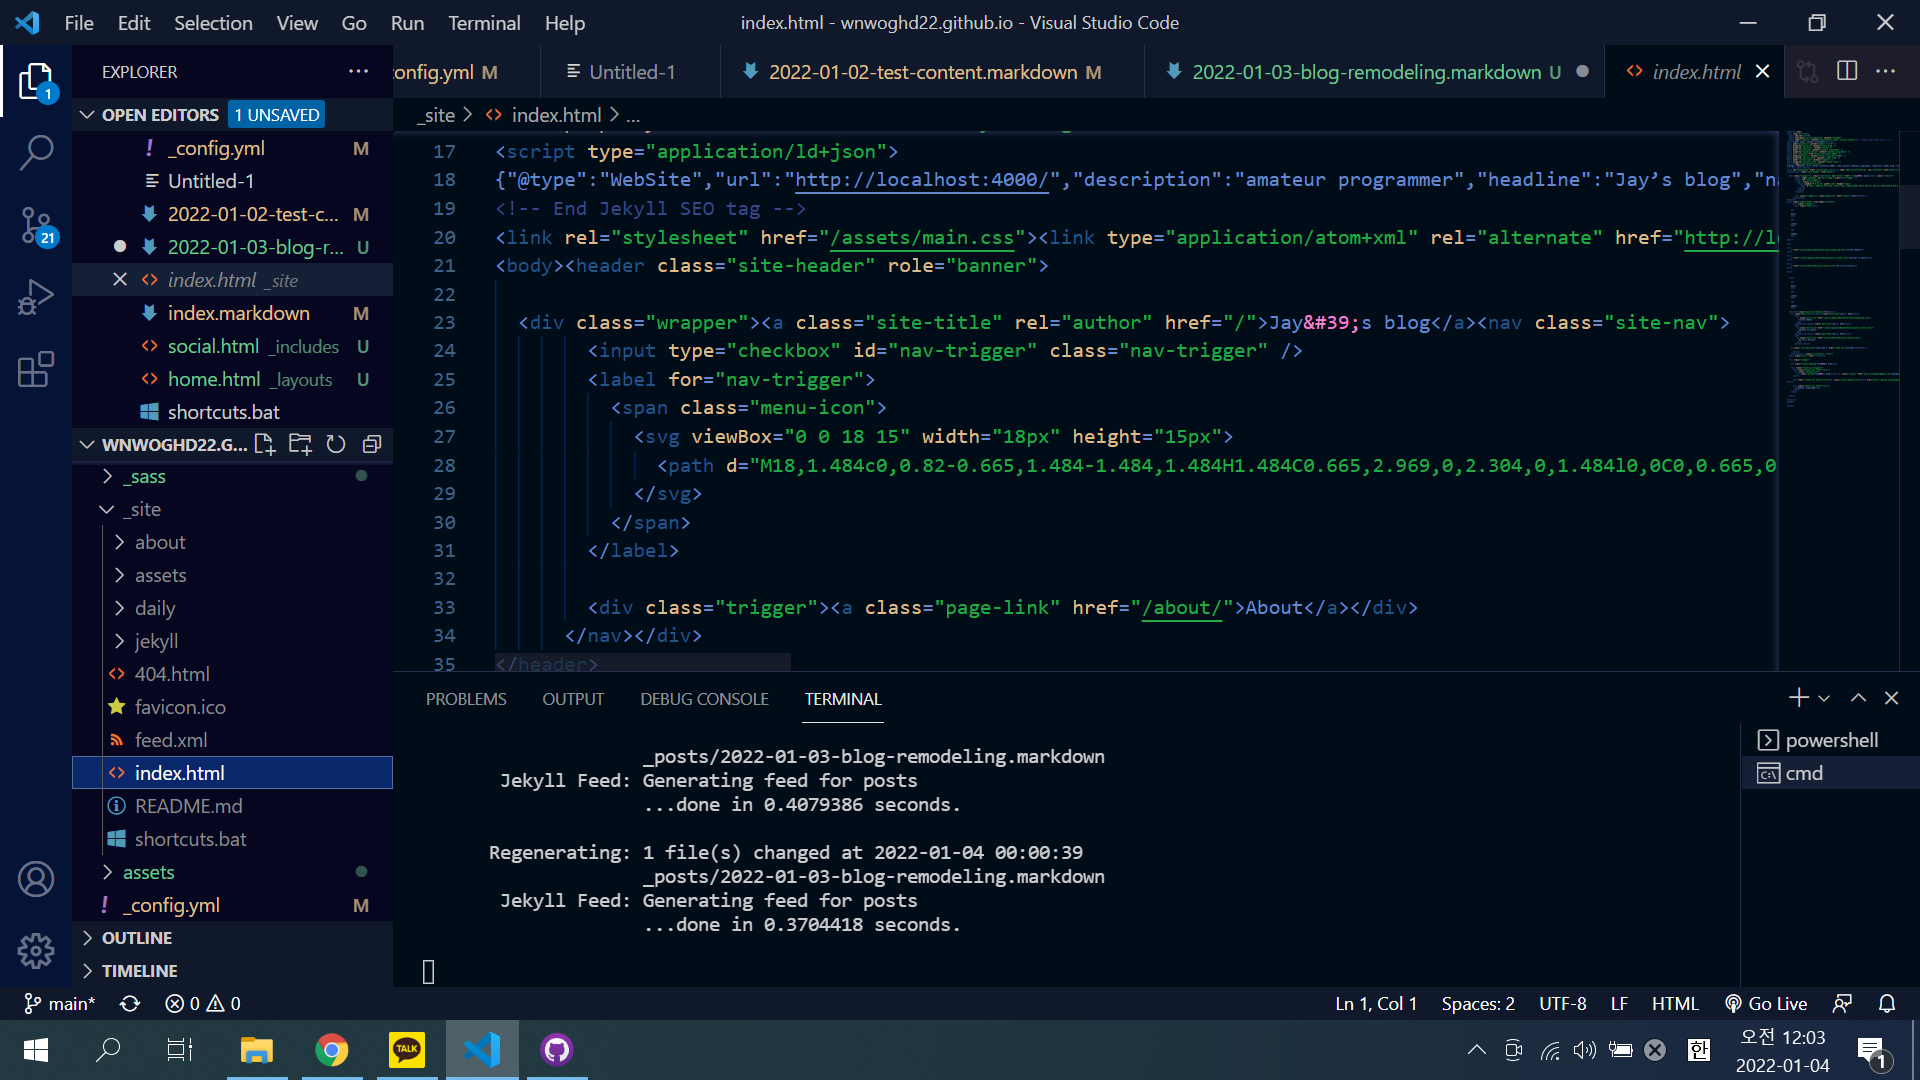 File Edit Selection View Go Run Terminal Help
index.html - wnwoghd22.github.io - Visual Studio Code
EXPLORER
config.yml M
Untitled-1
2022-01-02-test-content.markdown M
2022-01-03-blog-remodeling.markdown U
index.html
_site > index.html > ...
1
21
OPEN EDITORS 1 UNSAVED
! _config.yml M
Untitled-1
2022-01-02-test-c... M
2022-01-03-blog-r... U
index.html _site
index.markdown M
social.html _includes U
home.html _layouts U
shortcuts.bat
WNWOGHD22.G...
_sass
_site
about
assets
daily
jekyll
404.html
favicon.ico
feed.xml
index.html
README.md
shortcuts.bat
assets
! _config.yml M
OUTLINE
TIMELINE
17 <script type="application/ld+json">
18 {"@type":"WebSite","url":"http://localhost:4000/","description":"amateur programmer","headline":"Jay’s blog","na
19 <!-- End Jekyll SEO tag -->
20 <link rel="stylesheet" href="/assets/main.css"><link type="application/atom+xml" rel="alternate" href="http://l
21 <body><header class="site-header" role="banner">
22
23 <div class="wrapper"><a class="site-title" rel="author" href="/">Jay&#39;s blog</a><nav class="site-nav">
24 <input type="checkbox" id="nav-trigger" class="nav-trigger" />
25 <label for="nav-trigger">
26 <span class="menu-icon">
27 <svg viewBox="0 0 18 15" width="18px" height="15px">
28 <path d="M18,1.484c0,0.82-0.665,1.484-1.484,1.484H1.484C0.665,2.969,0,2.304,0,1.484l0,0C0,0.665,0
29 </svg>
30 </span>
31 </label>
32
33 <div class="trigger"><a class="page-link" href="/about/">About</a></div>
34 </nav></div>
35 </header>
PROBLEMS OUTPUT DEBUG CONSOLE TERMINAL
_posts/2022-01-03-blog-remodeling.markdown
Jekyll Feed: Generating feed for posts
...done in 0.4079386 seconds.
Regenerating: 1 file(s) changed at 2022-01-04 00:00:39
_posts/2022-01-03-blog-remodeling.markdown
Jekyll Feed: Generating feed for posts
...done in 0.3704418 seconds.
powershell
cmd
main* 0 0
Ln 1, Col 1 Spaces: 2 UTF-8 LF HTML Go Live
TALK
한
오전 12:03
2022-01-04
1